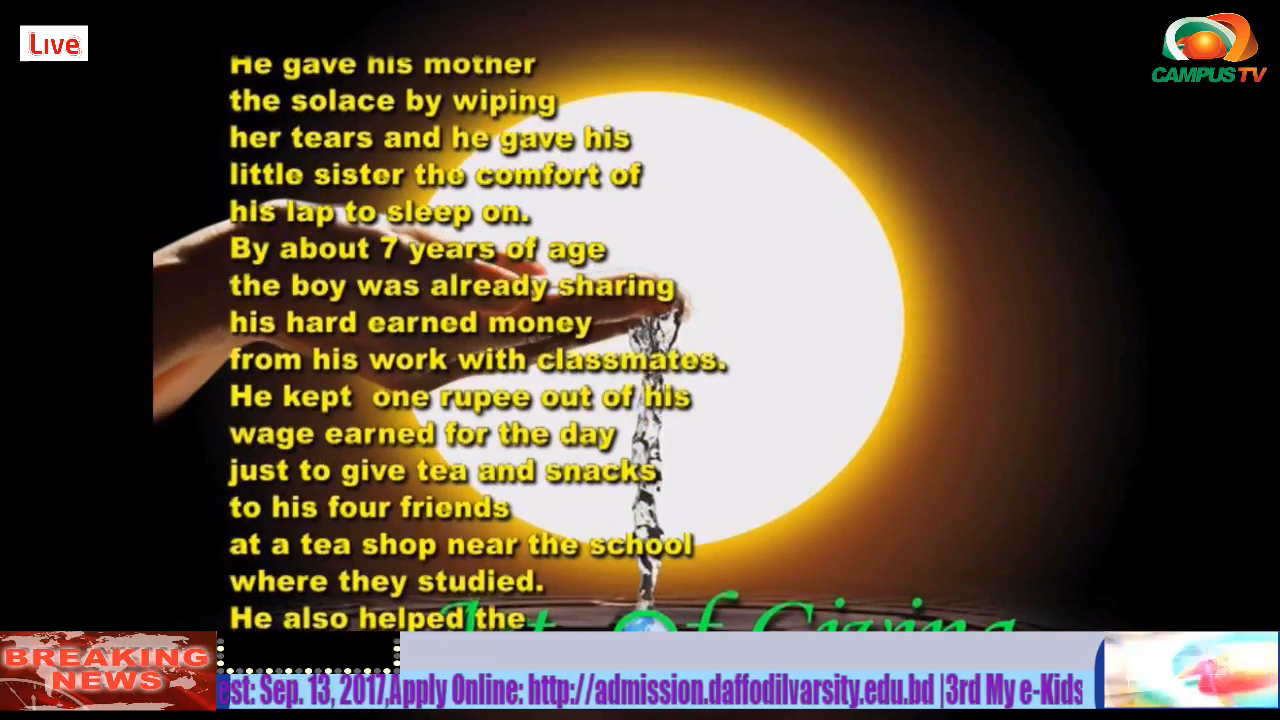 Live
CAMPUS TV
He gave his mother
the solace by wiping
her tears and he gave his
little sister the comfort of
his lap to sleep on.
By about 7 years of age
the boy was already sharing
his hard earned money
from his work with classmates.
He kept one rupee out of his
wage earned for the day
just to give tea and snacks
to his four friends
at a tea shop near the school
where they studied.
He also helped the
Art Of Giving
BREAKING
NEWS
est: Sep. 13, 2017,Apply Online: http://admission.daffodilvarsity.edu.bd |3rd My e-Kids